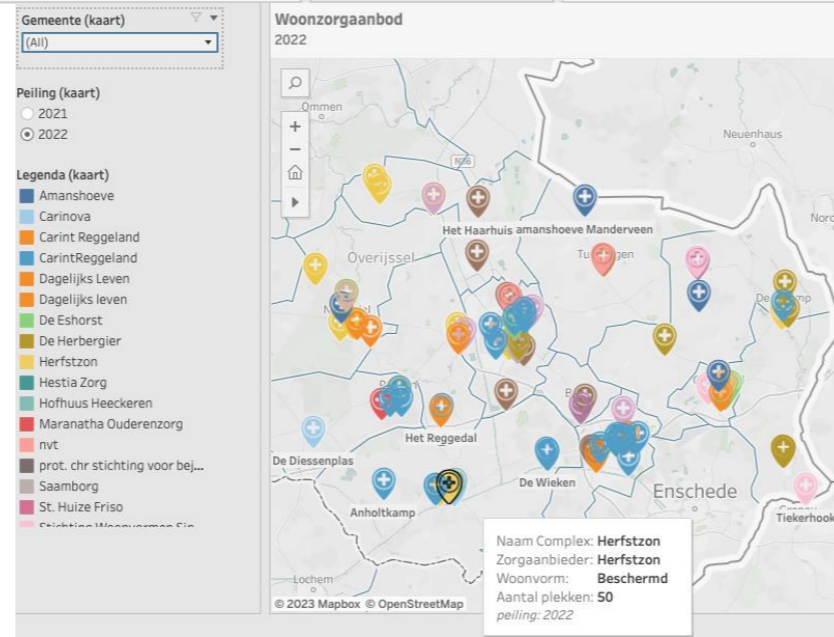 Gemeente (kaart)
(All)
Peiling (kaart)
2021
2022
Legenda (kaart)
Amanshoeve
Carinova
Carint Reggeland
CarintReggeland
Dagelijks Leven
Dagelijks leven
De Eshorst
De Herbergier
Herfstzon
Hestia Zorg
Hofhuus Heeckeren
Maranatha Ouderenzorg
nvt
prot. chr stichting voor bej...
Saamborg
St. Huize Friso
Woonzorgaanbod
2022
Ommen
N36
Neuenhaus
Het Haarhuis amanshoeve Manderveen
Overijssel
Het Reggedal
De Diessenplas
De Wieken
Anholtkamp
Enschede
Tiekerhook
Lochem
Naam Complex: Herfstzon
Zorgaanbieder: Herfstzon
Woonvorm: Beschermd
Aantal plekken: 50
peiling: 2022
© 2023 Mapbox © OpenStreetMap